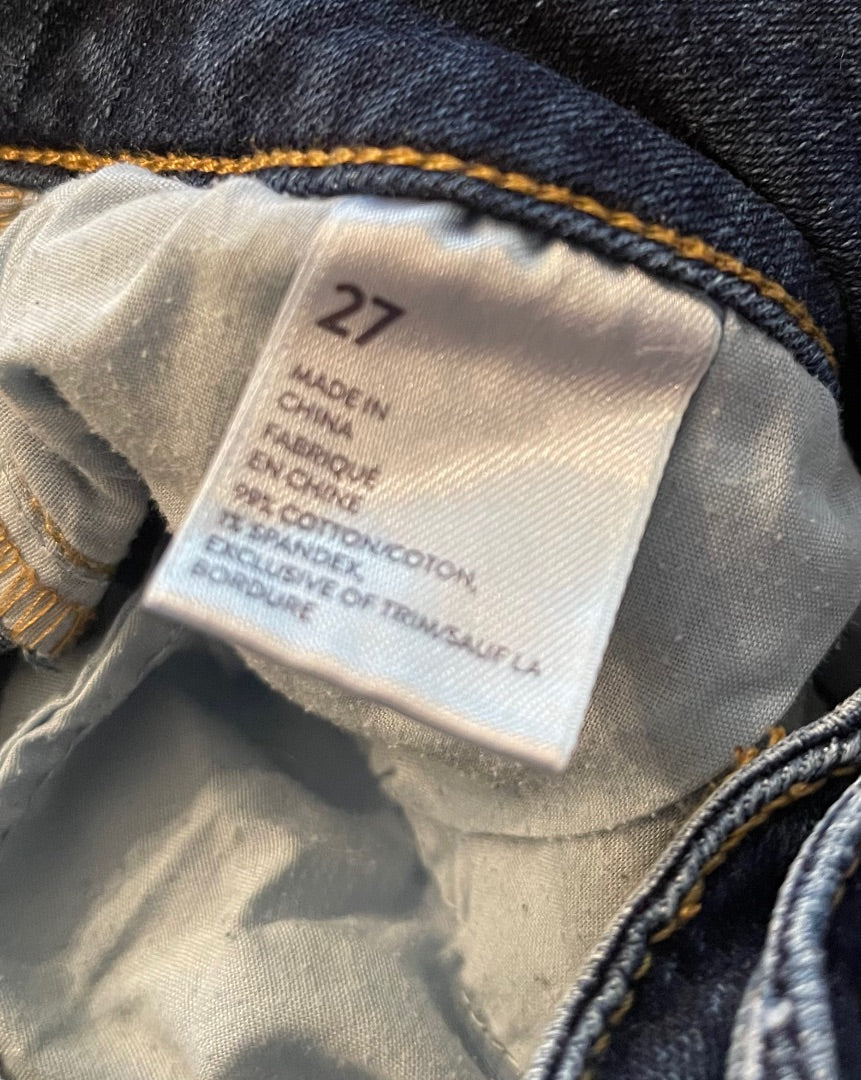 27
MADE IN
CHINA
FABRIQUÉ
EN CHINE
99% COTTON/COTON,
1% SPANDEX,
EXCLUSIVE OF TRIM/SAUF LA
BORDURE